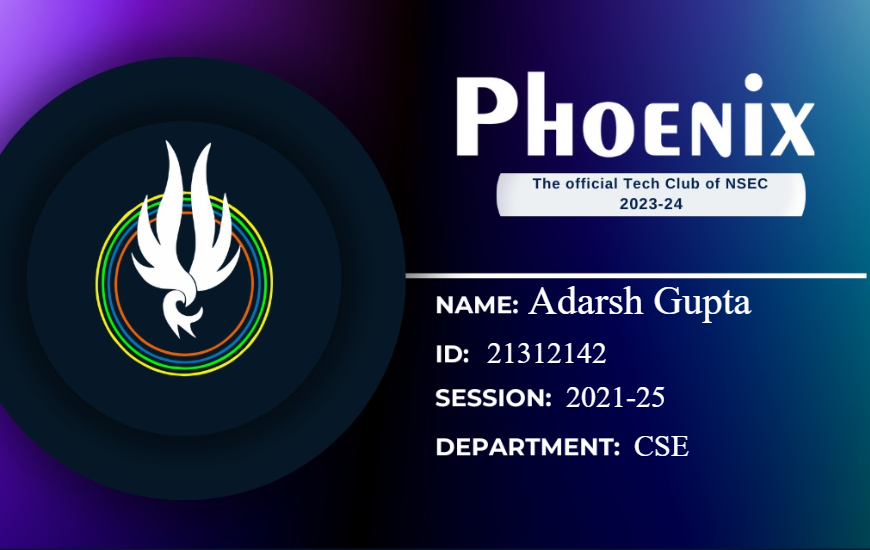 Phoenix
The official Tech Club of NSEC
2023-24
NAME: Adarsh Gupta
ID: 21312142
SESSION: 2021-25
DEPARTMENT: CSE